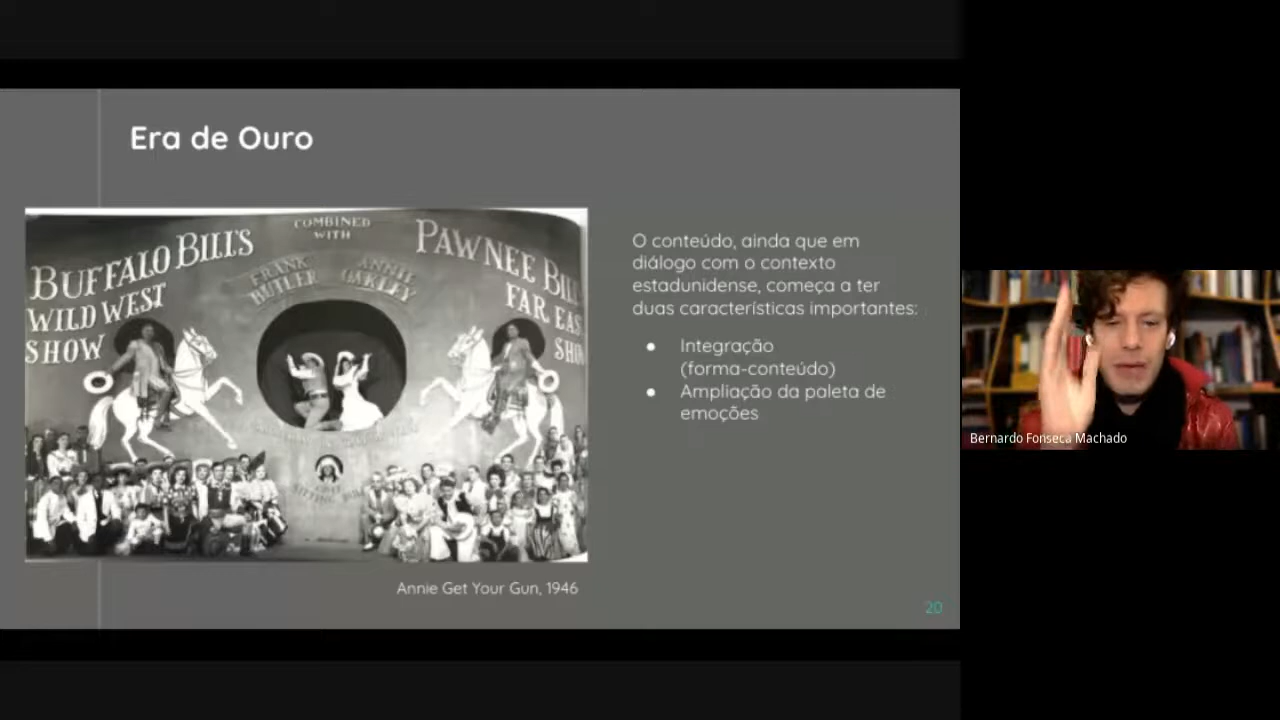 Era de Ouro
BUFFALO BILL'S
WILD WEST
SHOW
COMBINED
WITH
FRANK
BUTLER
ANNIE
OAKLEY
PAWNEE BILL
FAR EAS
SHO
SITTING BULL
Annie Get Your Gun, 1946
O conteúdo, ainda que em
diálogo com o contexto
estadunidense, começa a ter
duas características importantes:
● Integração
(forma-conteúdo)
● Ampliação da paleta de
emoções
20
Bernardo Fonseca Machado